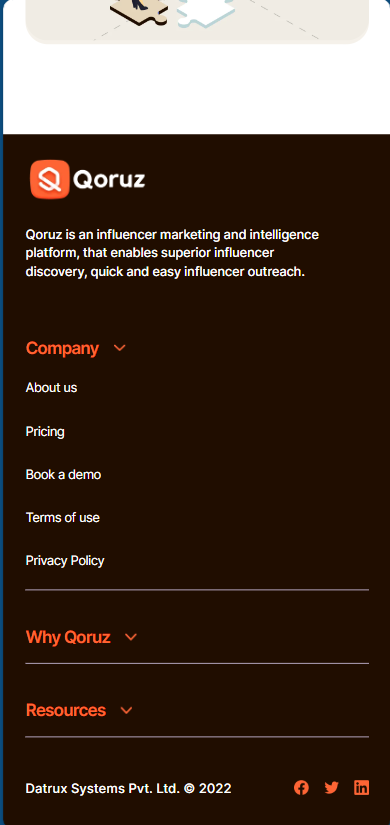 Qoruz
Qoruz is an influencer marketing and intelligence
platform, that enables superior influencer
discovery, quick and easy influencer outreach.
Company
About us
Pricing
Book a demo
Terms of use
Privacy Policy
Why Qoruz
Resources
Datrux Systems Pvt. Ltd. © 2022